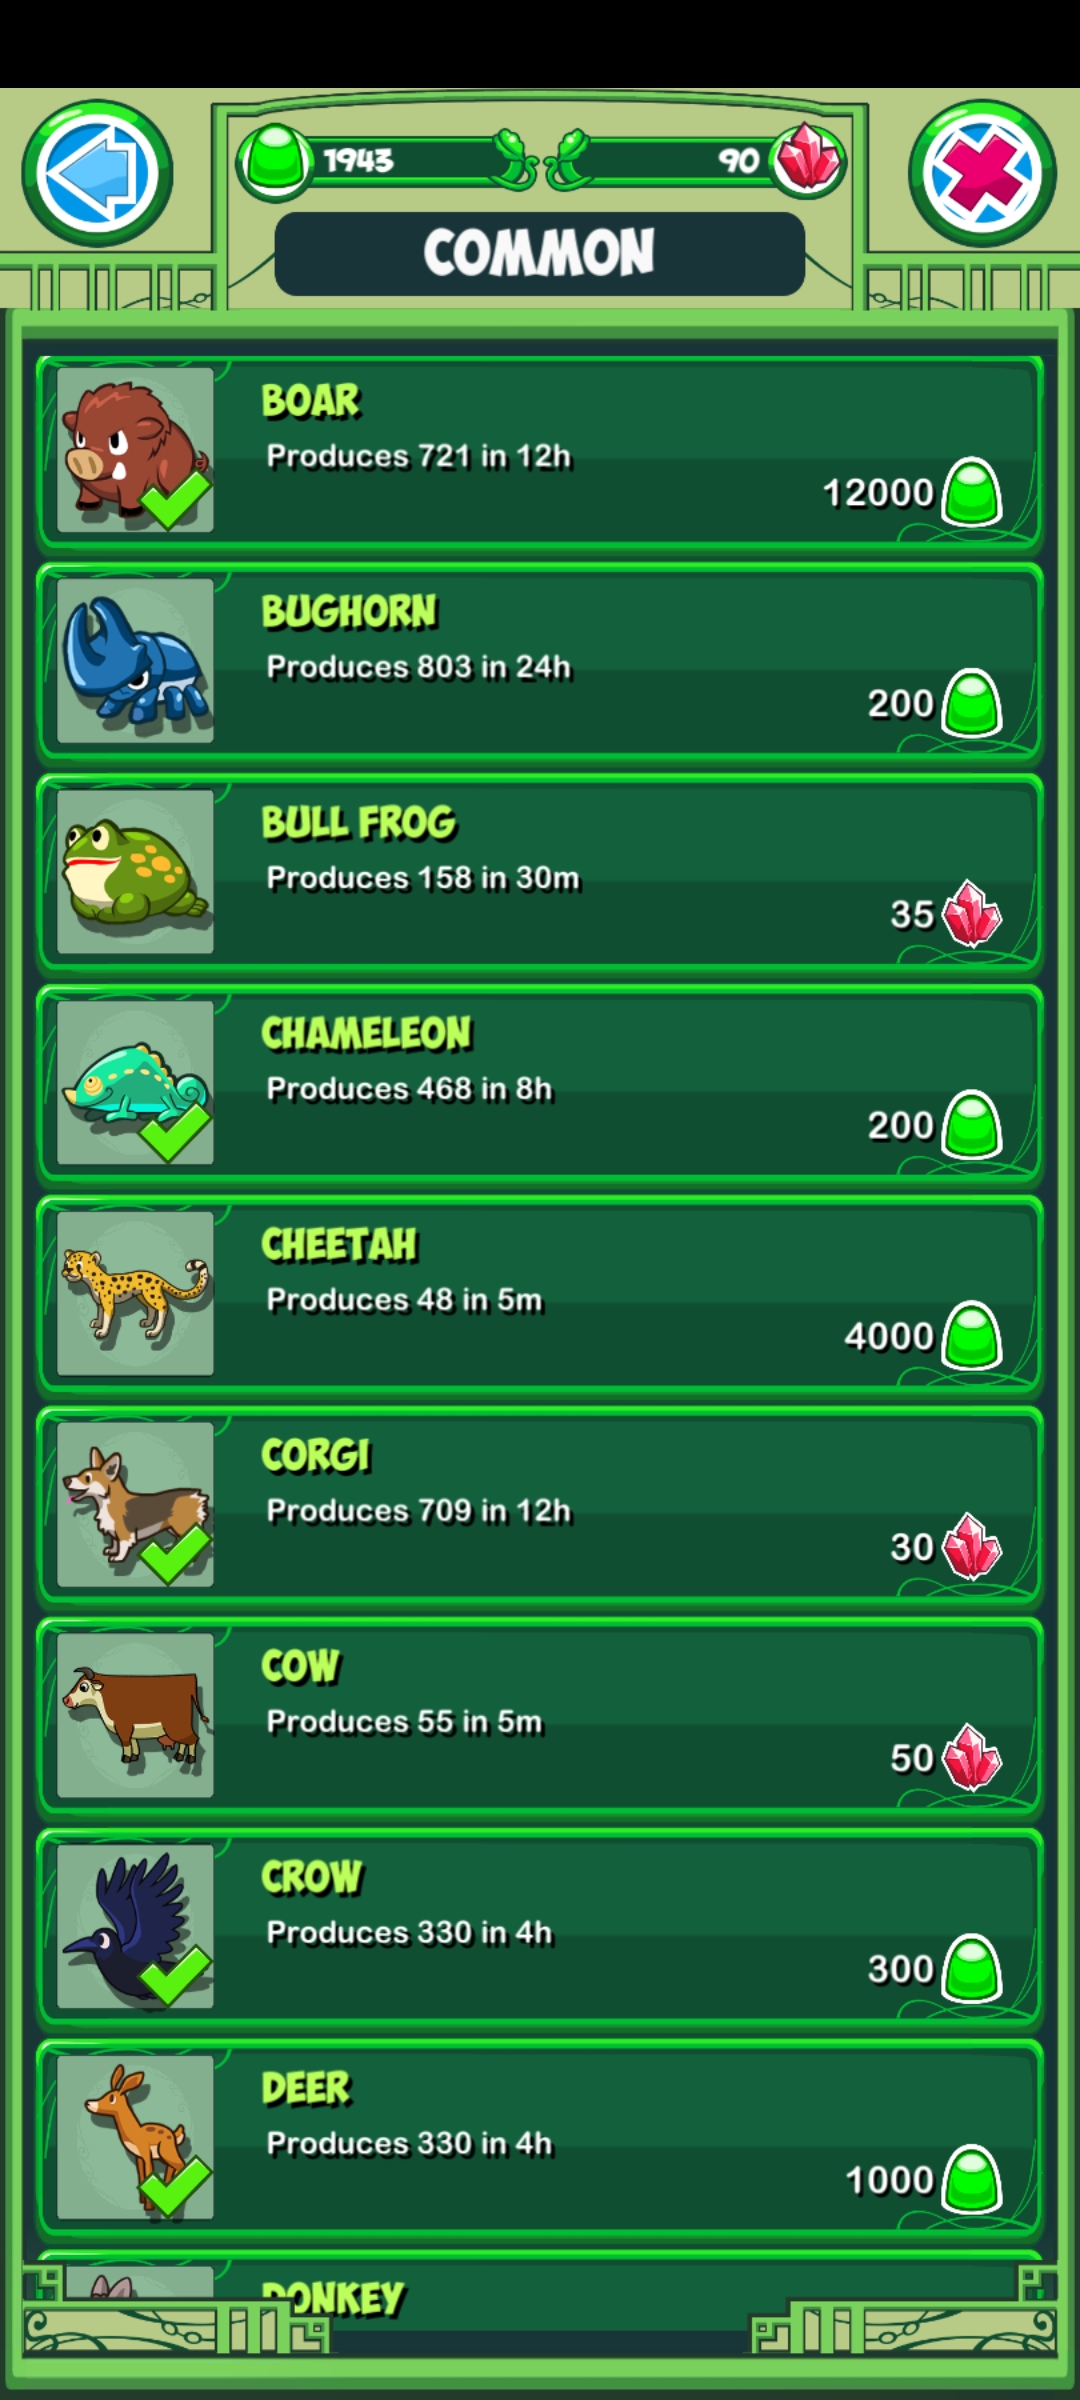 1943
90
COMMON
BOAR
Produces 721 in 12h
12000
BUGHORN
Produces 803 in 24h
200
BULL FROG
Produces 158 in 30m
35
CHAMELEON
Produces 468 in 8h
200
CHEETAH
Produces 48 in 5m
4000
CORGI
Produces 709 in 12h
30
COW
Produces 55 in 5m
50
CROW
Produces 330 in 4h
300
DEER
Produces 330 in 4h
1000
DONKEY